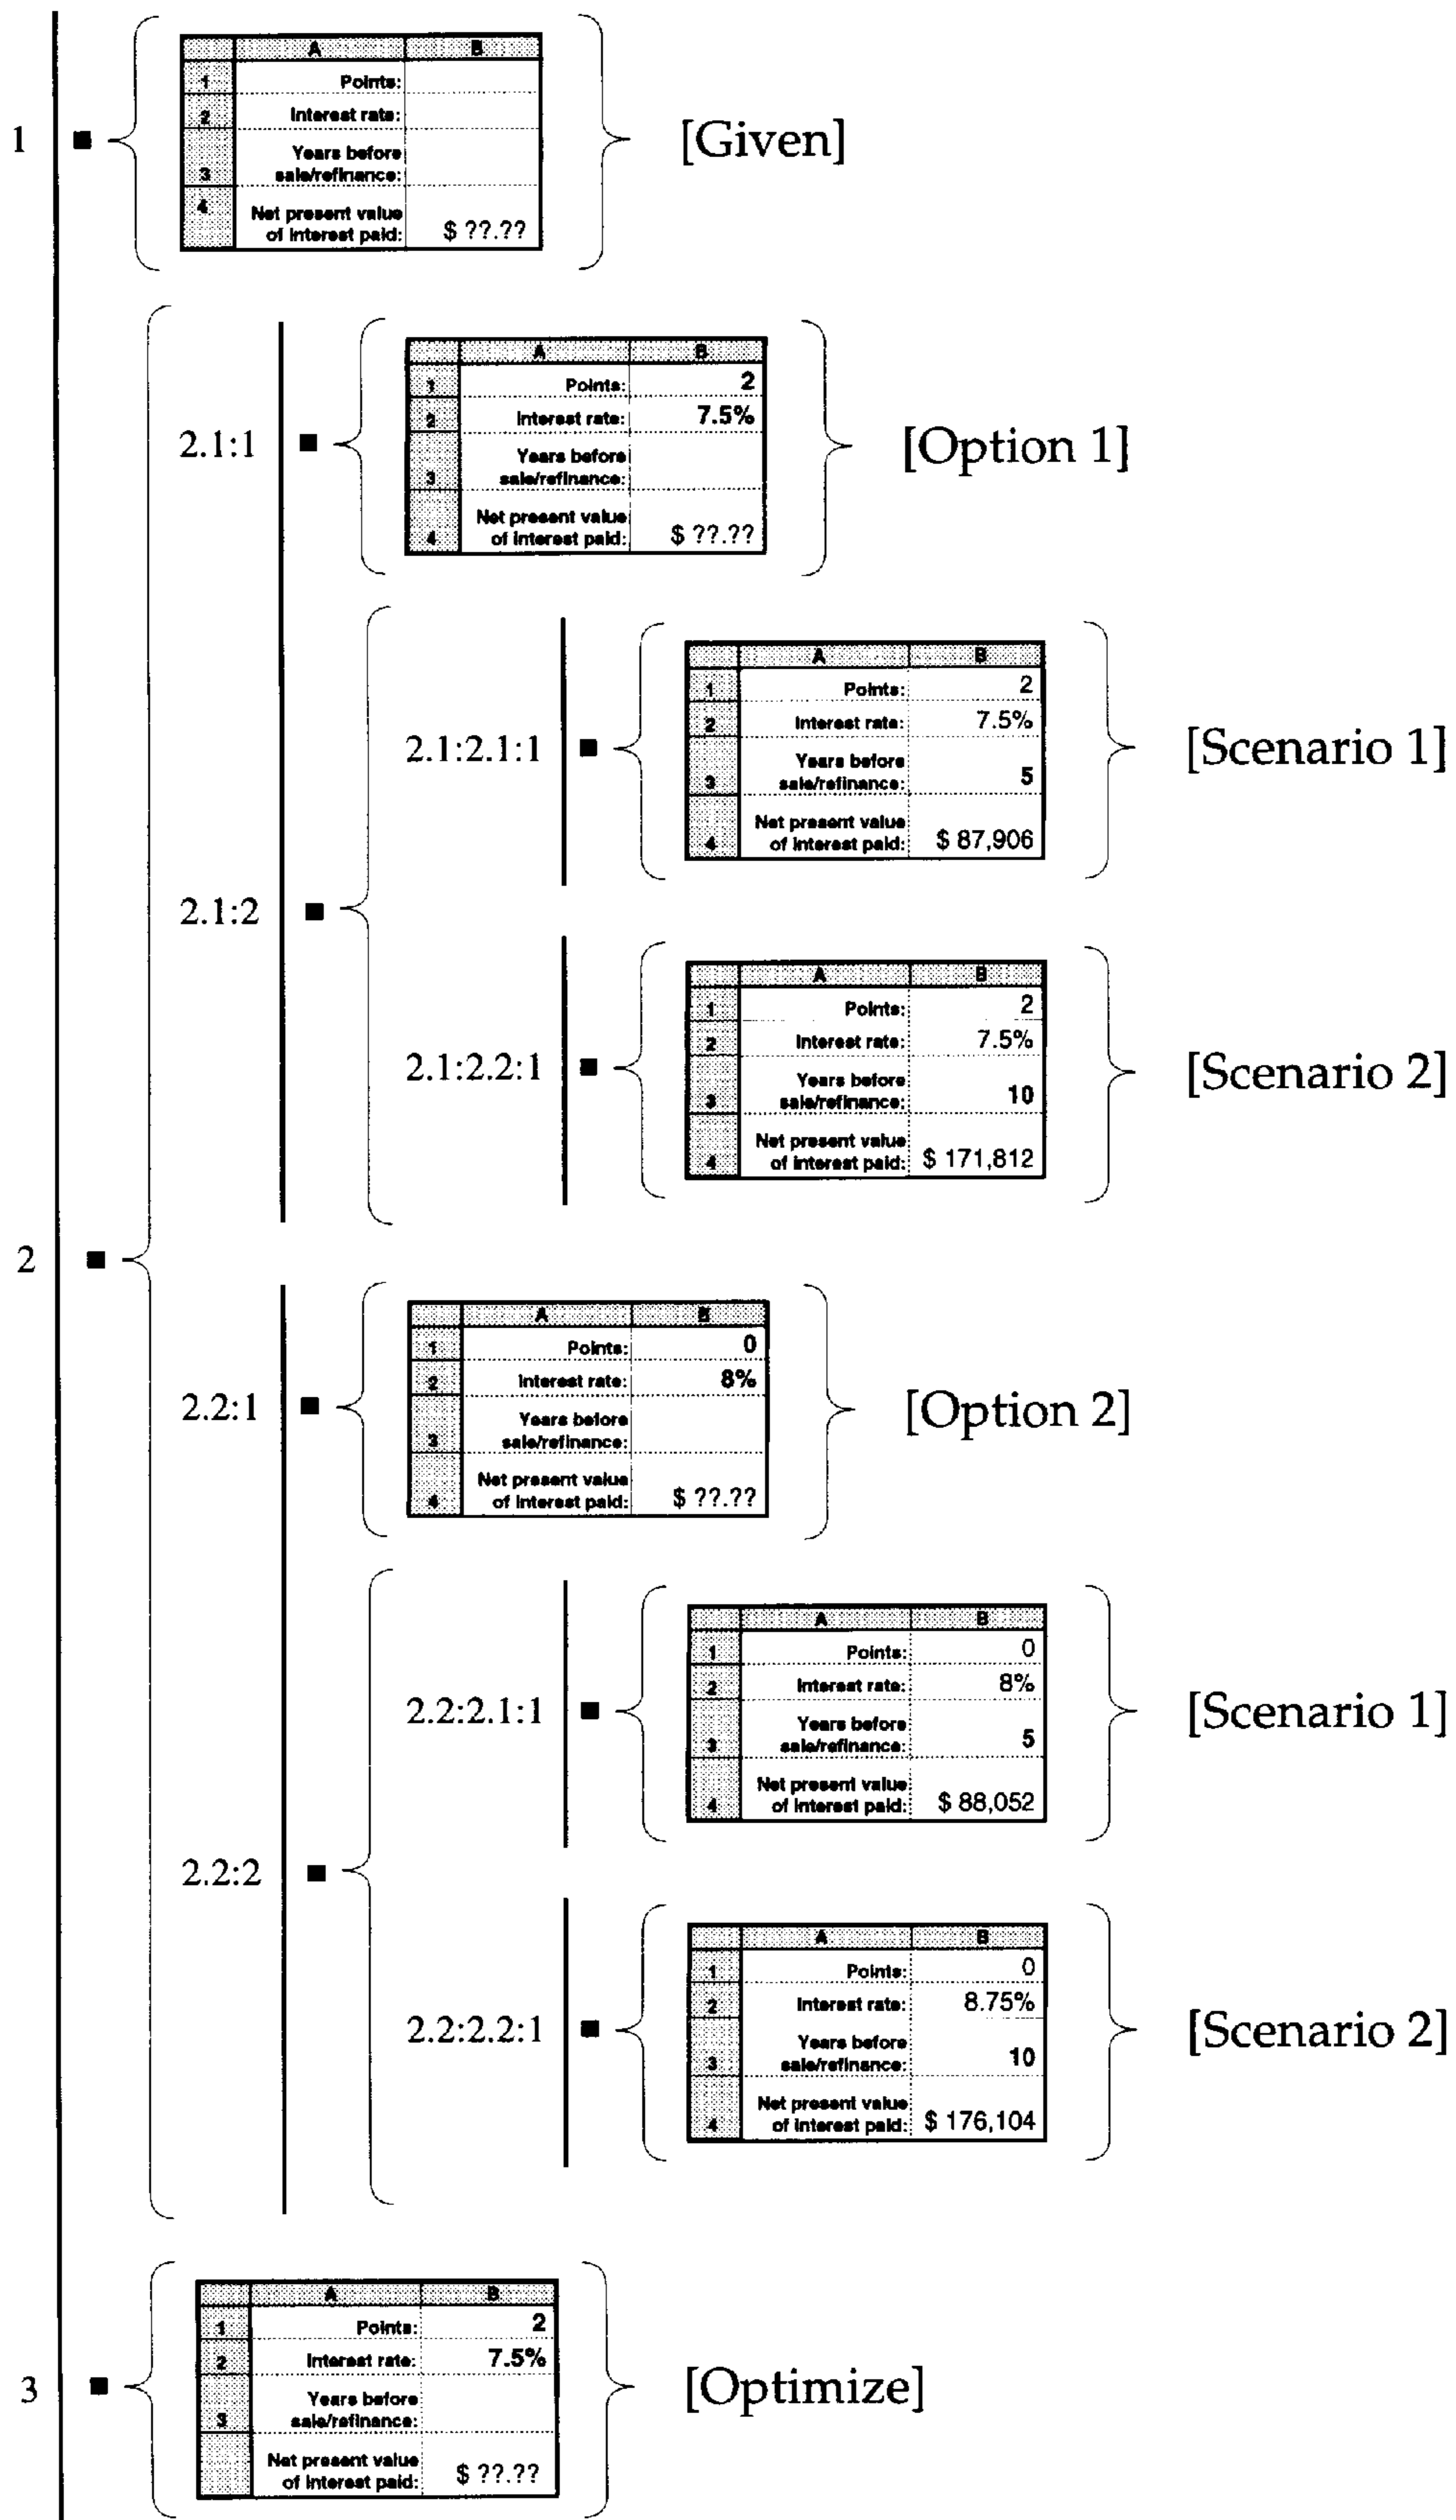 A B
1 Points:
2 Interest rate:
Years before
3 sale/refinance:
4
Net present value
of interest paid: $ ??.??
1
[Given]
A B
1 Points: 2
2 Interest rate: 7.5%
Years before
3 sale/refinance:
Net present value
4 of interest paid: $ ??.??
2.1:1
[Option 1]
A B
1 Points: 2
2 Interest rate: 7.5%
Years before
3 sale/refinance: 5
Net present value
4 of interest paid: $ 87,906
2.1:2.1:1
[Scenario 1]
2.1:2
A B
1 Points: 2
2 Interest rate: 7.5%
Years before
3 sale/refinance: 10
Net present value
4 of interest paid: $ 171,812
2.1:2.2:1
[Scenario 2]
2
A B
1 Points: 0
2 Interest rate: 8%
Years before
3 sale/refinance:
Net present value
4 of interest paid: $ ??.??
2.2:1
[Option 2]
A B
1 Points: 0
2 Interest rate: 8%
Years before
3 sale/refinance: 5
Net present value
4 of interest paid: $ 88,052
2.2:2.1:1
[Scenario 1]
2.2:2
A B
1 Points: 0
2 Interest rate: 8.75%
Years before
3 sale/refinance: 10
Net present value
4 of interest paid: $ 176,104
2.2:2.2:1
[Scenario 2]
A B
1 Points: 2
2 Interest rate: 7.5%
Years before
3 sale/refinance:
Net present value
of interest paid: $ ??.??
3
[Optimize]